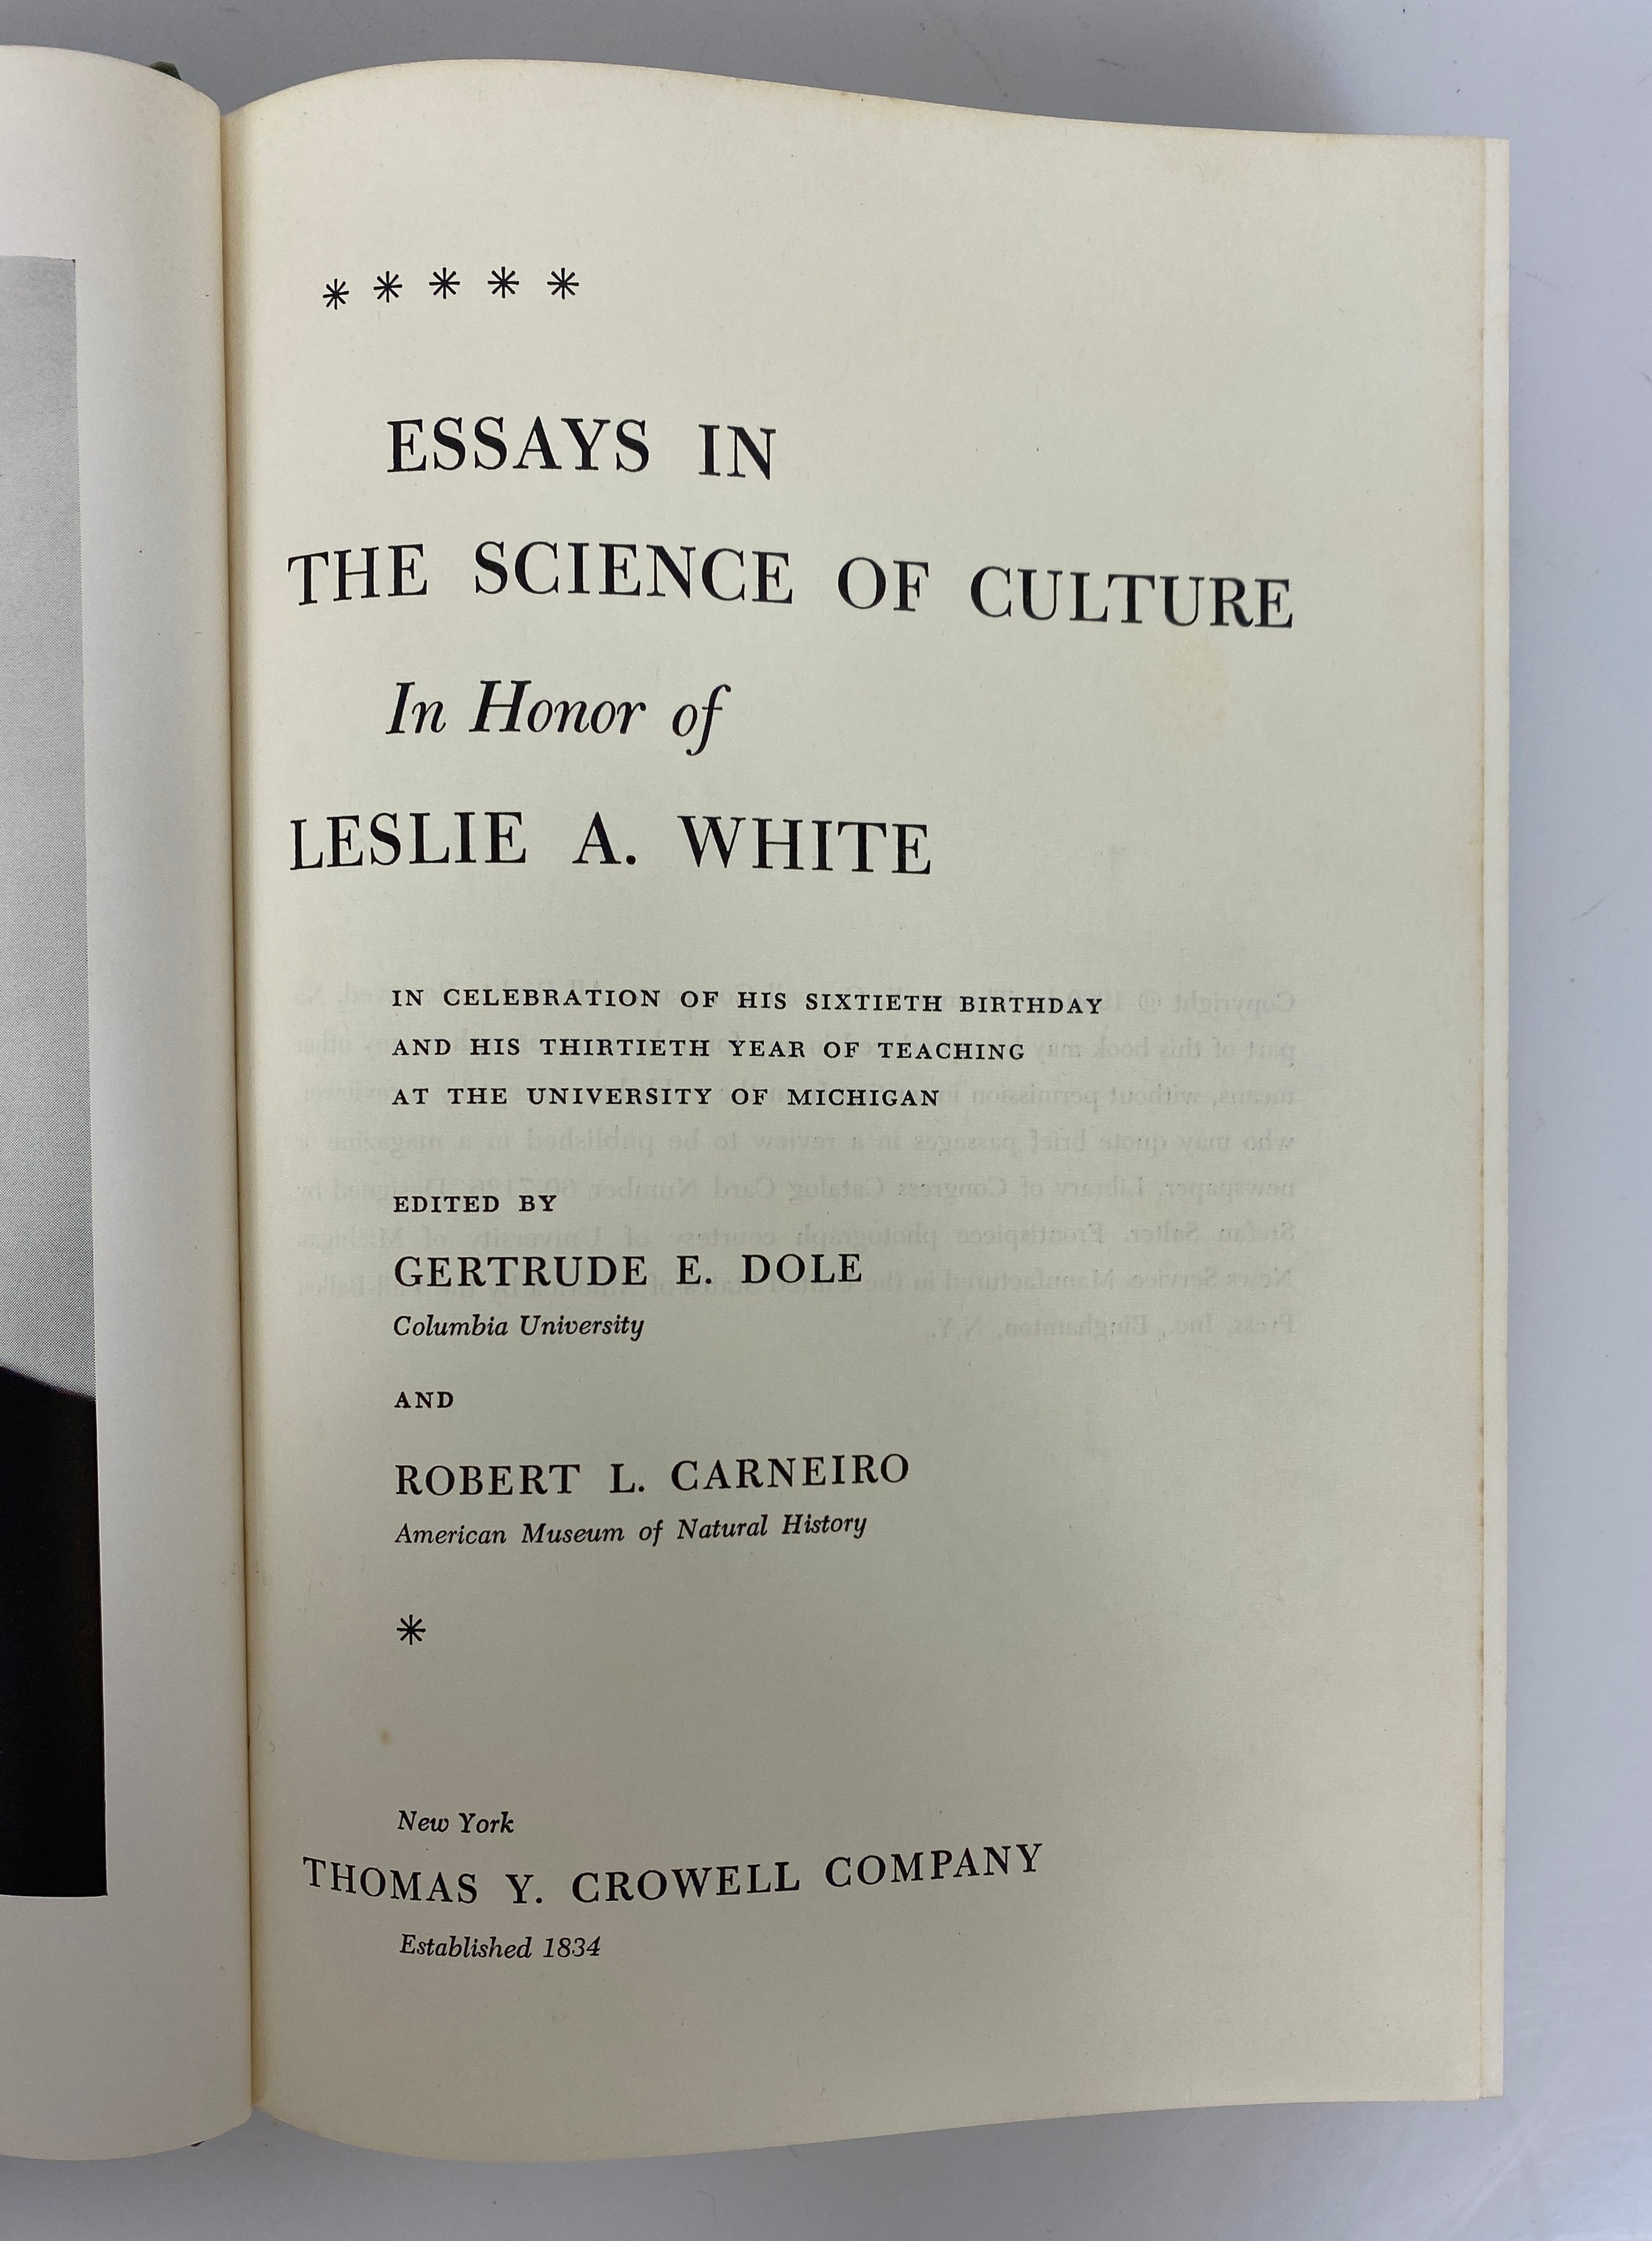 * * * * *
ESSAYS IN
THE SCIENCE OF CULTURE
In Honor of
LESLIE A. WHITE
IN CELEBRATION OF HIS SIXTIETH BIRTHDAY
AND HIS THIRTIETH YEAR OF TEACHING
AT THE UNIVERSITY OF MICHIGAN
EDITED BY
GERTRUDE E. DOLE
Columbia University
AND
ROBERT L. CARNEIRO
American Museum of Natural History
*
New York
THOMAS Y. CROWELL COMPANY
Established 1834